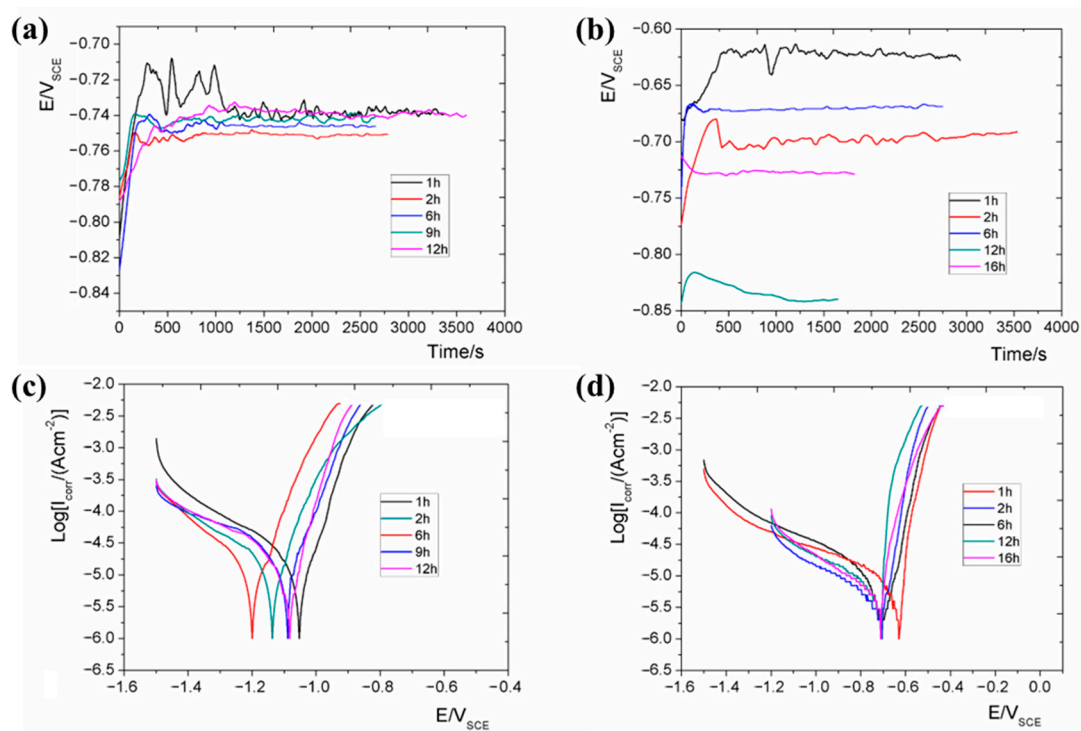 (a)
−0.70
−0.72
−0.74
−0.76
−0.78
−0.80
−0.82
−0.84
E/V_SCE
1h
2h
6h
9h
12h
0 500 1000 1500 2000 2500 3000 3500 4000
Time/s
(b)
−0.60
−0.65
−0.70
−0.75
−0.80
−0.85
E/V_SCE
1h
2h
6h
12h
16h
0 500 1000 1500 2000 2500 3000 3500 4000
Time/s
(c)
−2.0
−2.5
−3.0
−3.5
−4.0
−4.5
−5.0
−5.5
−6.0
−6.5
Log[I_corr/(Acm⁻²)]
1h
2h
6h
9h
12h
−1.6 −1.4 −1.2 −1.0 −0.8 −0.6 −0.4
E/V_SCE
(d)
−2.0
−2.5
−3.0
−3.5
−4.0
−4.5
−5.0
−5.5
−6.0
−6.5
Log[I_corr/(Acm⁻²)]
1h
2h
6h
12h
16h
−1.6 −1.4 −1.2 −1.0 −0.8 −0.6 −0.4 −0.2 0.0
E/V_SCE